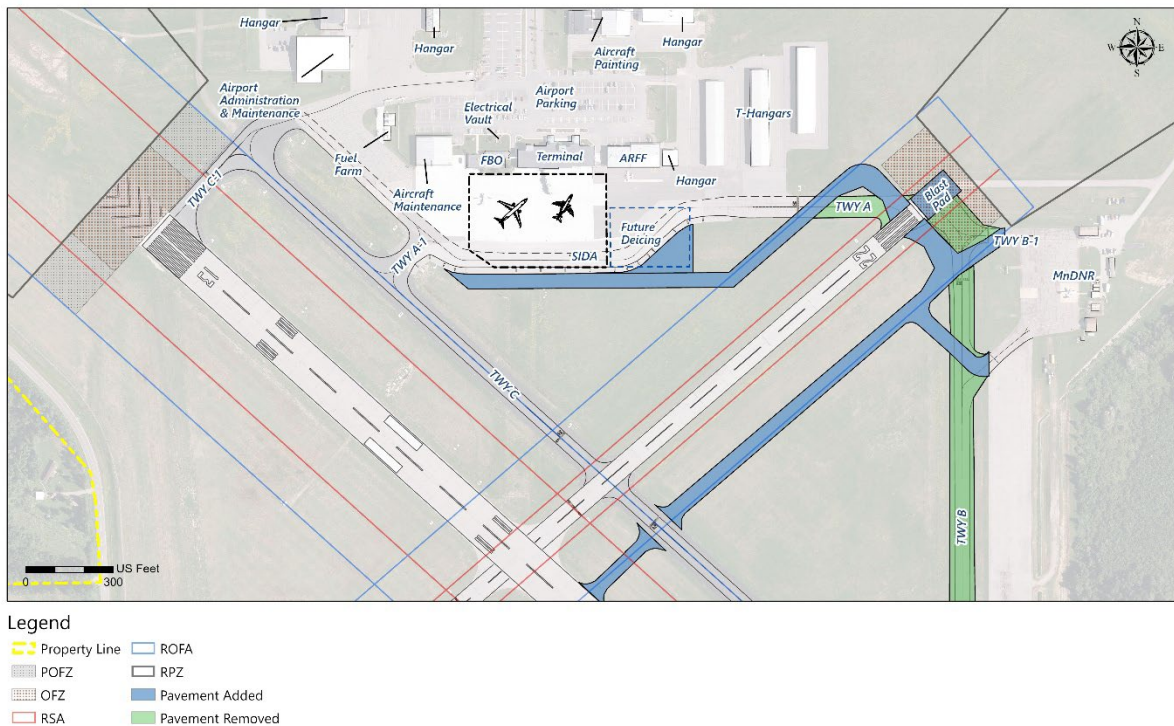 Hangar
Hangar
Aircraft
Painting
Hangar
N
W
E
S
Airport
Administration
& Maintenance
Electrical
Vault
Airport
Parking
T-Hangars
Fuel
Farm
Aircraft
Maintenance
FBO
Terminal
ARFF
Hangar
TWY C-1
TWY A-1
SIDA
Future
Deicing
TWY A
Blast
Pad
TWY B-1
MnDNR
13
22
TWY C
TWY B
US Feet
0
300
Legend
Property Line
ROFA
POFZ
RPZ
OFZ
Pavement Added
RSA
Pavement Removed